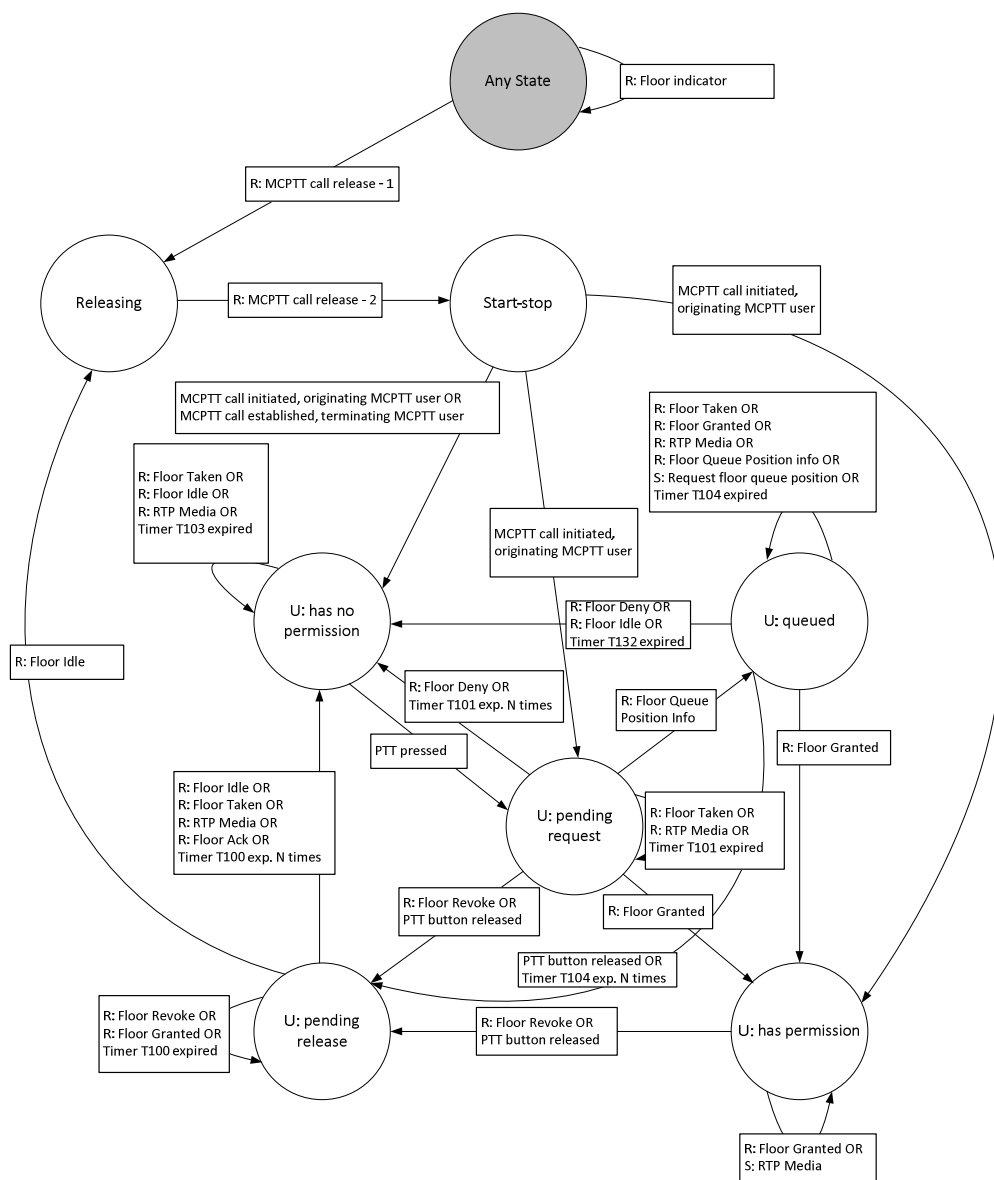 Any State
R: Floor indicator
R: MCPTT call release - 1
Releasing
R: MCPTT call release - 2
Start-stop
MCPTT call initiated,
originating MCPTT user
MCPTT call initiated, originating MCPTT user OR
MCPTT call established, terminating MCPTT user
R: Floor Taken OR
R: Floor Granted OR
R: RTP Media OR
R: Floor Queue Position info OR
S: Request floor queue position OR
Timer T104 expired
R: Floor Taken OR
R: Floor Idle OR
R: RTP Media OR
Timer T103 expired
MCPTT call initiated,
originating MCPTT user
U: has no
permission
R: Floor Deny OR
R: Floor Idle OR
Timer T132 expired
U: queued
R: Floor Idle
R: Floor Deny OR
Timer T101 exp. N times
R: Floor Queue
Position Info
PTT pressed
R: Floor Granted
R: Floor Idle OR
R: Floor Taken OR
R: RTP Media OR
R: Floor Ack OR
Timer T100 exp. N times
U: pending
request
R: Floor Taken OR
R: RTP Media OR
Timer T101 expired
R: Floor Revoke OR
PTT button released
R: Floor Granted
PTT button released OR
Timer T104 exp. N times
R: Floor Revoke OR
R: Floor Granted OR
Timer T100 expired
U: pending
release
R: Floor Revoke OR
PTT button released
U: has permission
R: Floor Granted OR
S: RTP Media